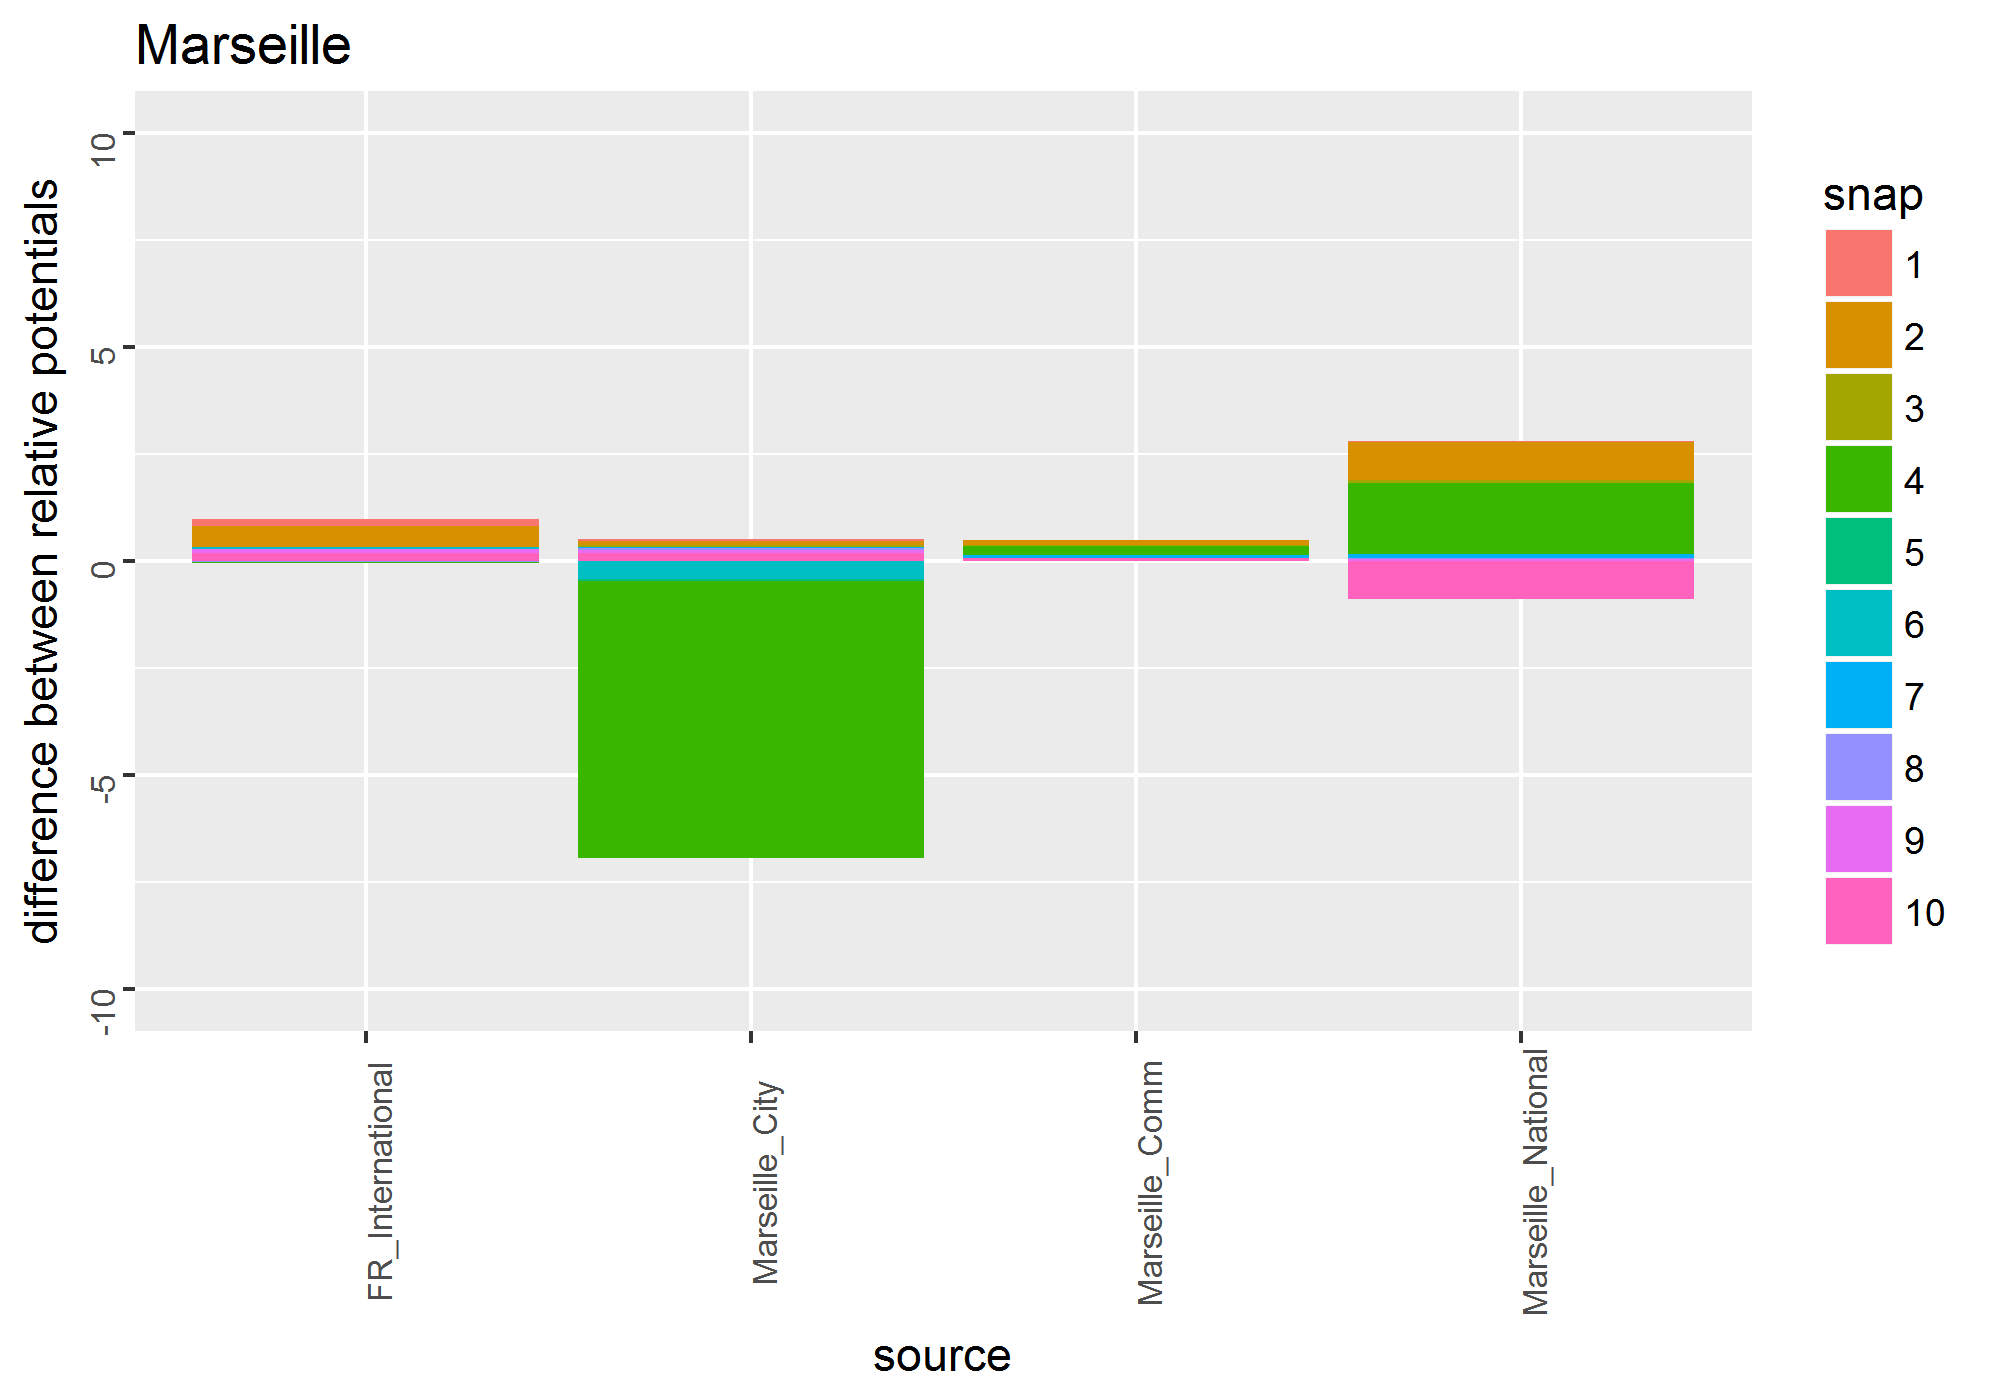 Marseille
difference between relative potentials
10
5
0
-5
-10
FR_International
Marseille_City
Marseille_Comm
Marseille_National
source
snap
1
2
3
4
5
6
7
8
9
10